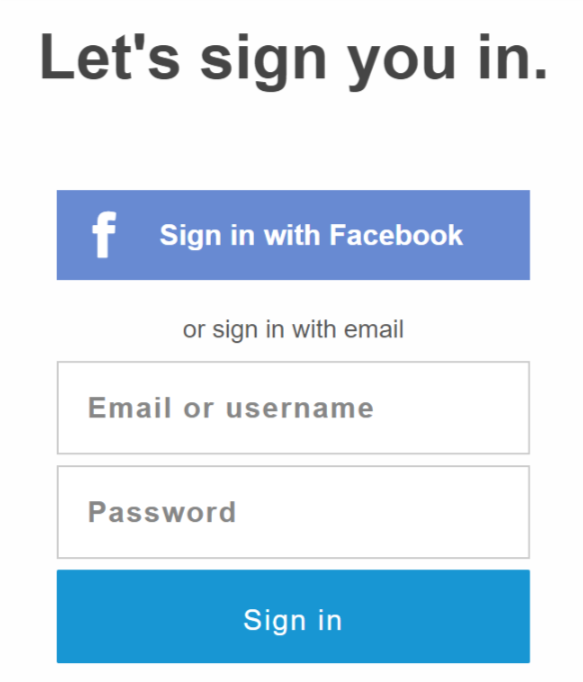 Let's sign you in.
f Sign in with Facebook
or sign in with email
Email or username
Password
Sign in